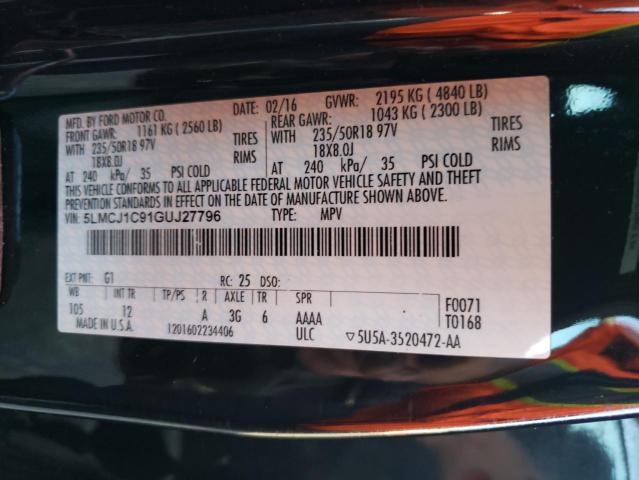 MFD. BY FORD MOTOR CO.
DATE: 02/16 GVWR: 2195 KG ( 4840 LB)
FRONT GAWR: 1161 KG ( 2560 LB) REAR GAWR: 1043 KG ( 2300 LB)
WITH 235/50R18 97V TIRES WITH 235/50R18 97V TIRES
18X8.0J RIMS 18X8.0J RIMS
AT 240 kPa/ 35 PSI COLD AT 240 kPa/ 35 PSI COLD
THIS VEHICLE CONFORMS TO ALL APPLICABLE FEDERAL MOTOR VEHICLE SAFETY AND THEFT
PREVENTION STANDARDS IN EFFECT ON THE DATE OF MANUFACTURE SHOWN ABOVE.
VIN: 5LMCJ1C91GUJ27796 TYPE: MPV
EXT PNT: G1 RC: 25 DSO:
WB INT TR TP/PS R AXLE TR SPR F0071
105 12 A 3G 6 AAAA T0168
MADE IN U.S.A. 1201602234406 ULC ▽5U5A-3520472-AA